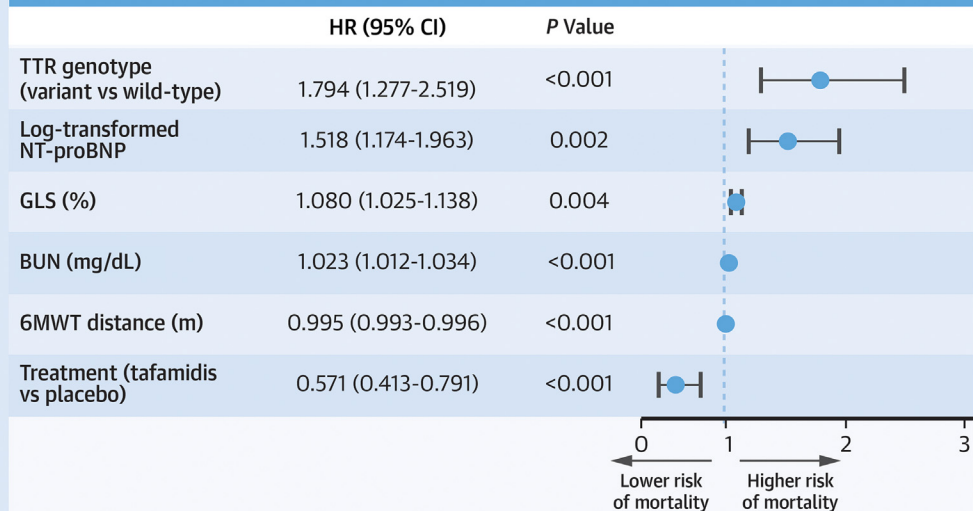 HR (95% CI) P Value
TTR genotype
(variant vs wild-type) 1.794 (1.277-2.519) <0.001
Log-transformed
NT-proBNP 1.518 (1.174-1.963) 0.002
GLS (%) 1.080 (1.025-1.138) 0.004
BUN (mg/dL) 1.023 (1.012-1.034) <0.001
6MWT distance (m) 0.995 (0.993-0.996) <0.001
Treatment (tafamidis
vs placebo) 0.571 (0.413-0.791) <0.001
0 1 2 3
Lower risk
of mortality
Higher risk
of mortality